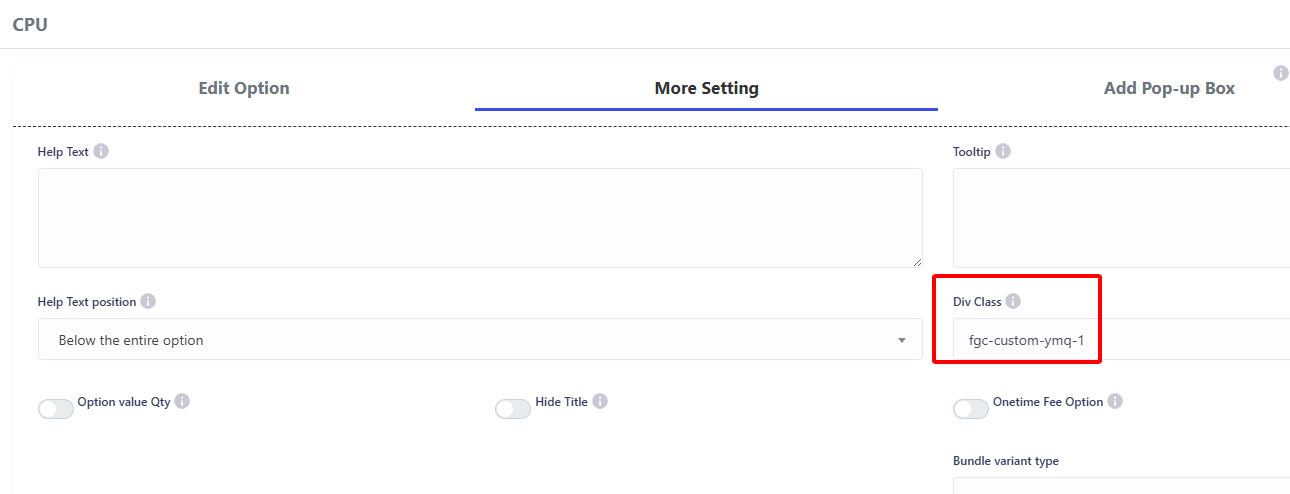 CPU
Edit Option
More Setting
Add Pop-up Box
Help Text
Tooltip
Help Text position
Div Class
Below the entire option
fgc-custom-ymq-1
Option value Qty
Hide Title
Onetime Fee Option
Bundle variant type